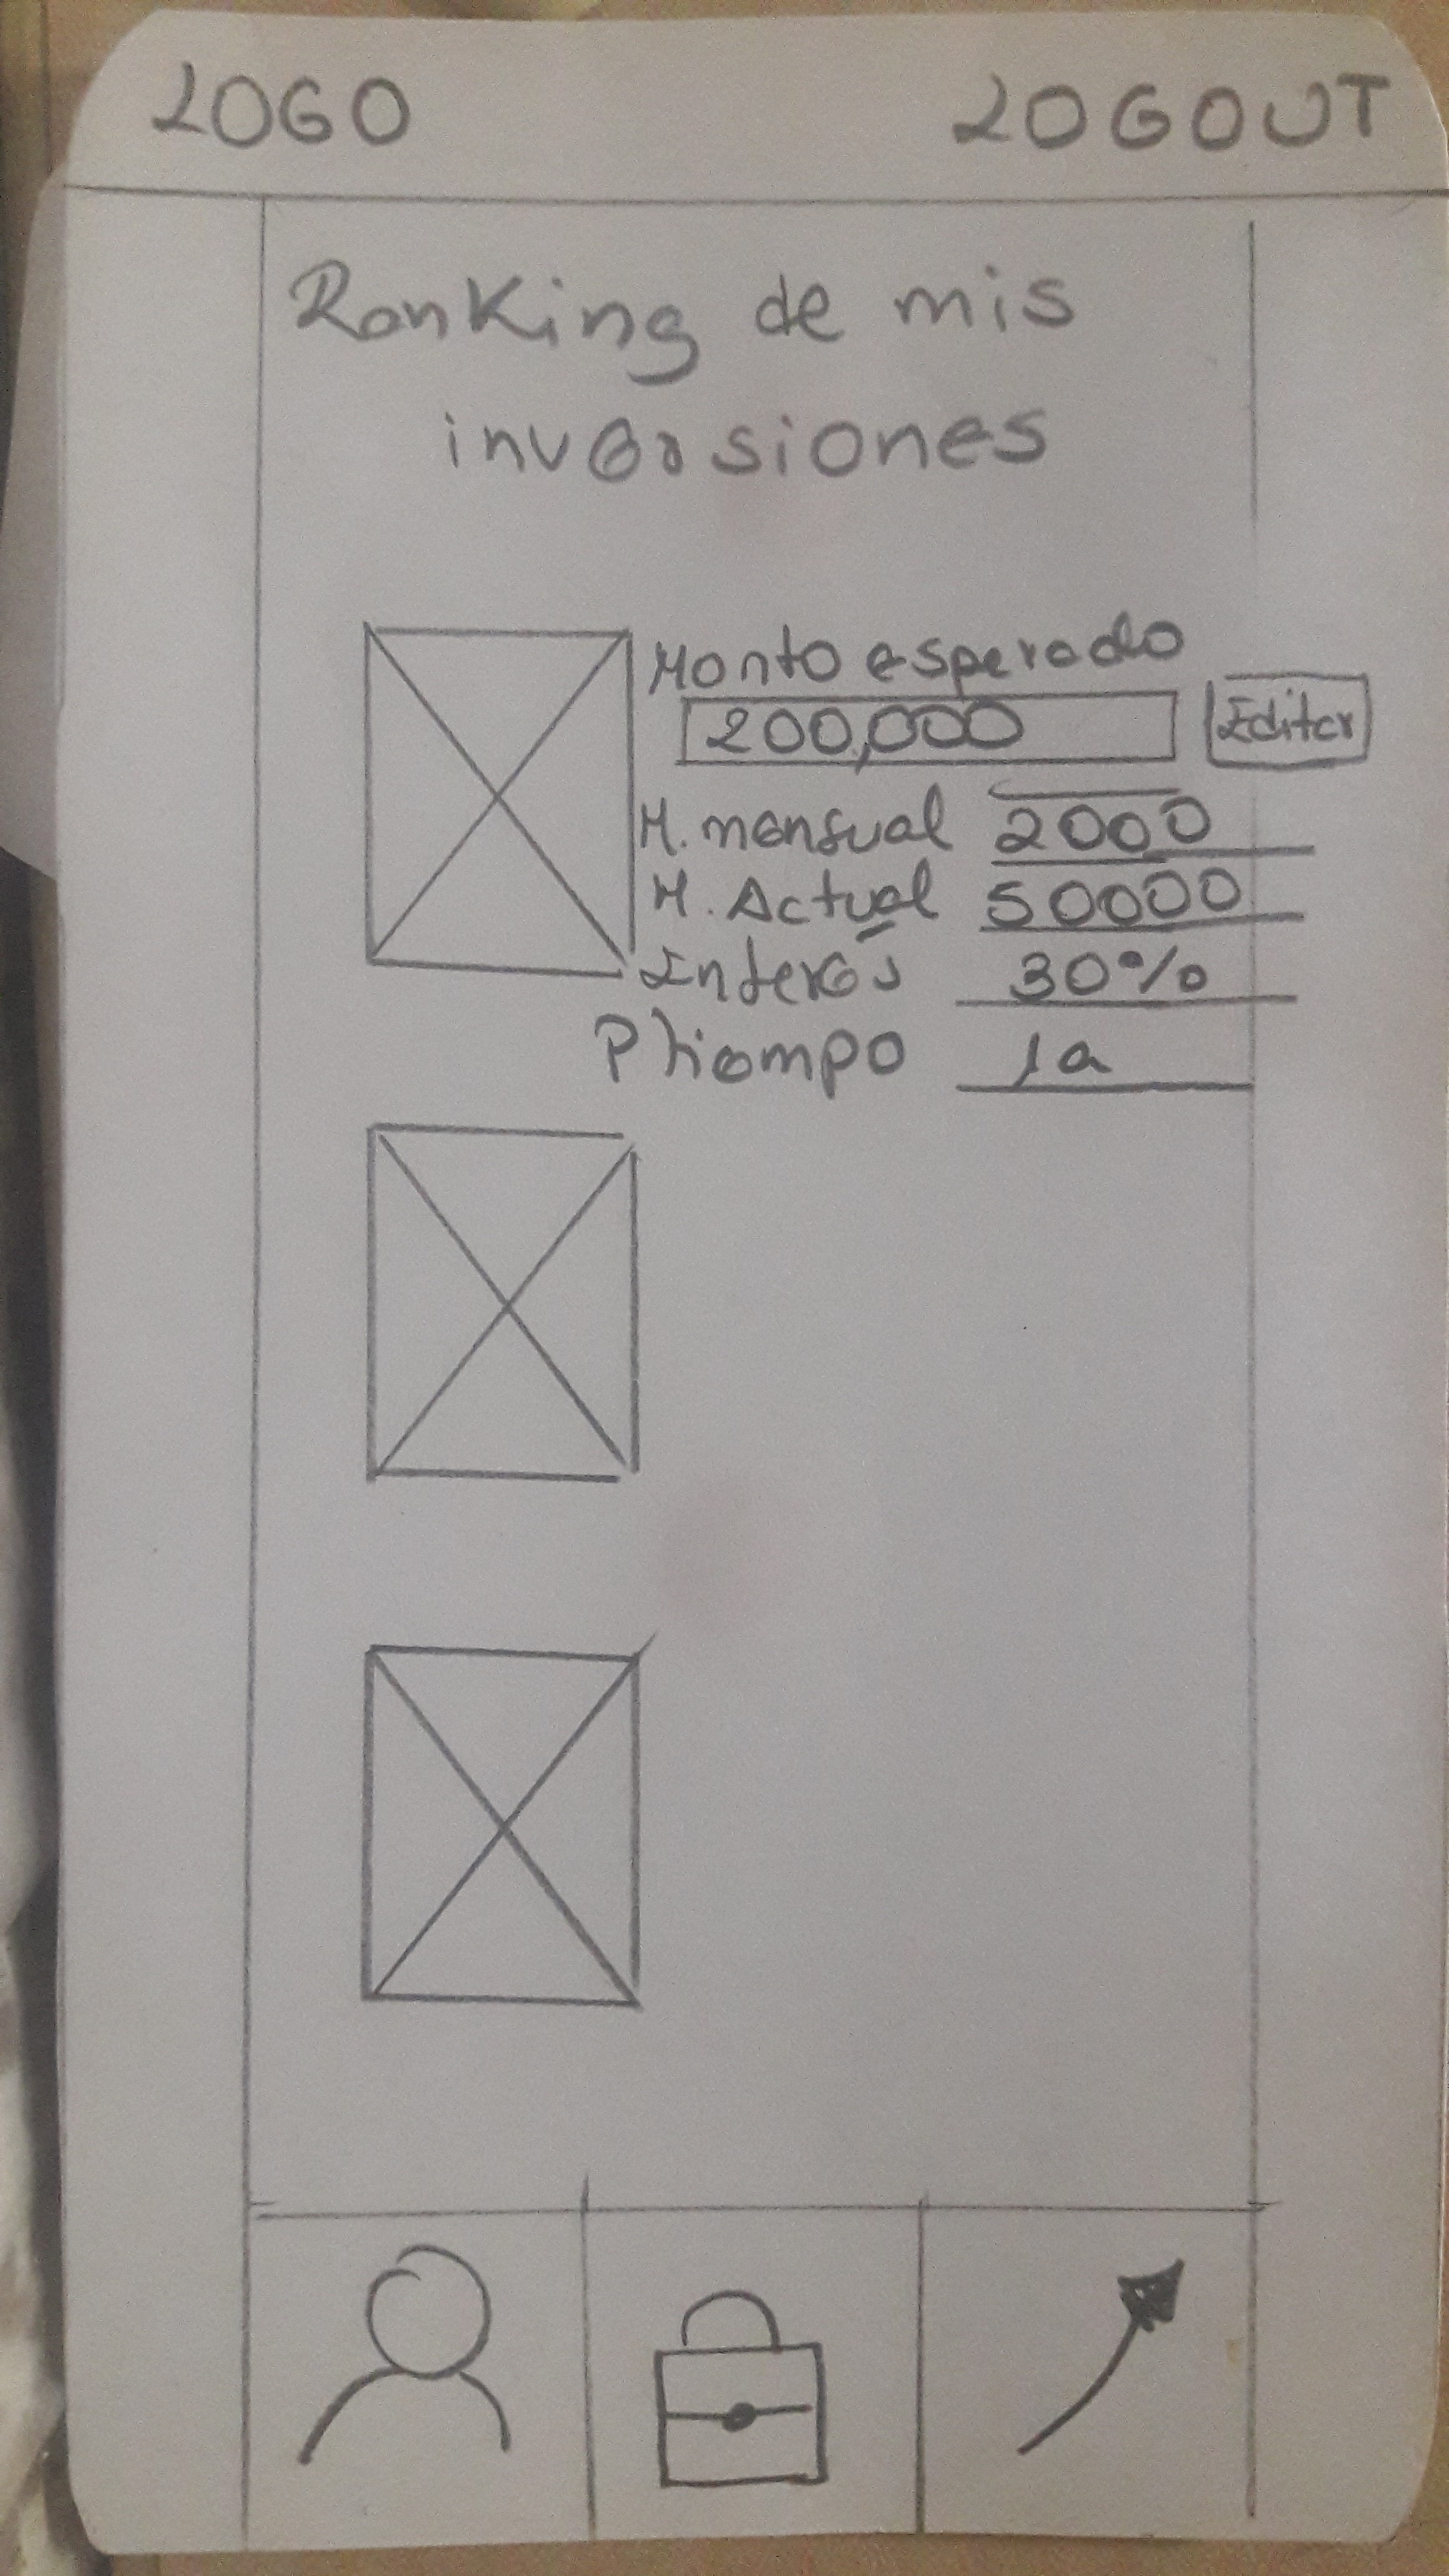 LOGO LOGOUT
Ranking de mis
inversiones
Monto esperado
200,000 Editar
M. mensual 2000
M. Actual 50000
Interés 30%
P tiempo 1a